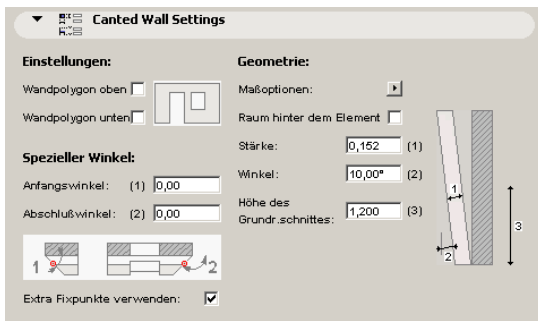 Canted Wall Settings
Einstellungen:
Wandpolygon oben
Wandpolygon unten
Spezieller Winkel:
Anfangswinkel: (1) 0,00
Abschlußwinkel: (2) 0,00
1 2
Extra Fixpunkte verwenden:
Geometrie:
Maßoptionen:
Raum hinter dem Element
Stärke: 0,152 (1)
Winkel: 10,00° (2)
Höhe des
Grundr.schnittes: 1,200 (3)
1
2
3